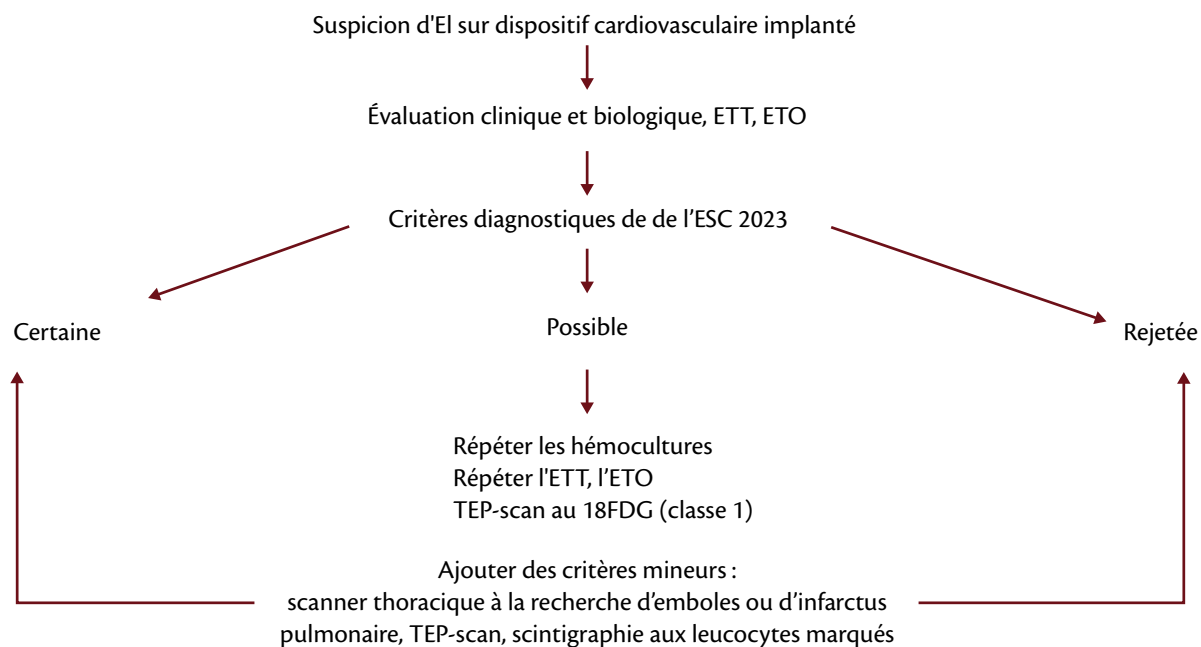 Suspicion d'EI sur dispositif cardiovasculaire implanté
Évaluation clinique et biologique, ETT, ETO
Critères diagnostiques de de l’ESC 2023
Certaine
Possible
Rejetée
Répéter les hémocultures
Répéter l'ETT, l’ETO
TEP-scan au 18FDG (classe 1)
Ajouter des critères mineurs :
scanner thoracique à la recherche d’emboles ou d’infarctus
pulmonaire, TEP-scan, scintigraphie aux leucocytes marqués